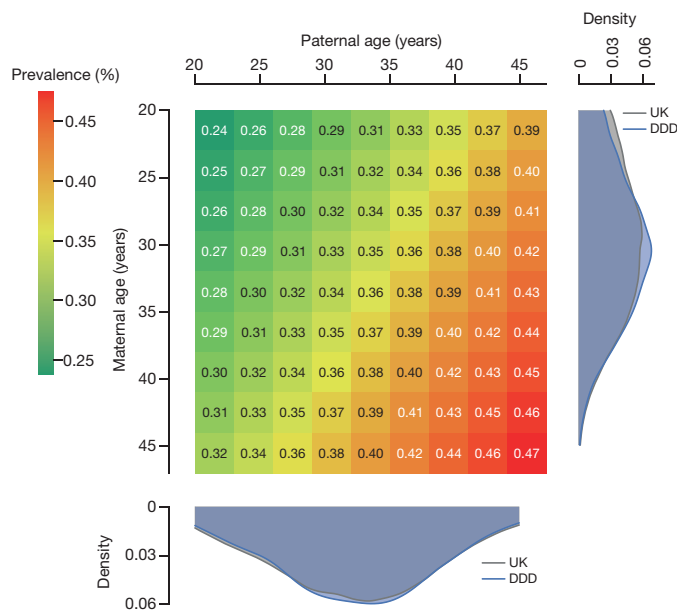 Density
0 0.03 0.06
Paternal age (years)
20 25 30 35 40 45
Prevalence (%)
0.45
0.40
0.35
0.30
0.25
Maternal age (years)
20
25
30
35
40
45
0.24 0.26 0.28 0.29 0.31 0.33 0.35 0.37 0.39
0.25 0.27 0.29 0.31 0.32 0.34 0.36 0.38 0.40
0.26 0.28 0.30 0.32 0.34 0.35 0.37 0.39 0.41
0.27 0.29 0.31 0.33 0.35 0.36 0.38 0.40 0.42
0.28 0.30 0.32 0.34 0.36 0.38 0.39 0.41 0.43
0.29 0.31 0.33 0.35 0.37 0.39 0.40 0.42 0.44
0.30 0.32 0.34 0.36 0.38 0.40 0.42 0.43 0.45
0.31 0.33 0.35 0.37 0.39 0.41 0.43 0.45 0.46
0.32 0.34 0.36 0.38 0.40 0.42 0.44 0.46 0.47
UK
DDD
Density
0
0.03
0.06
UK
DDD